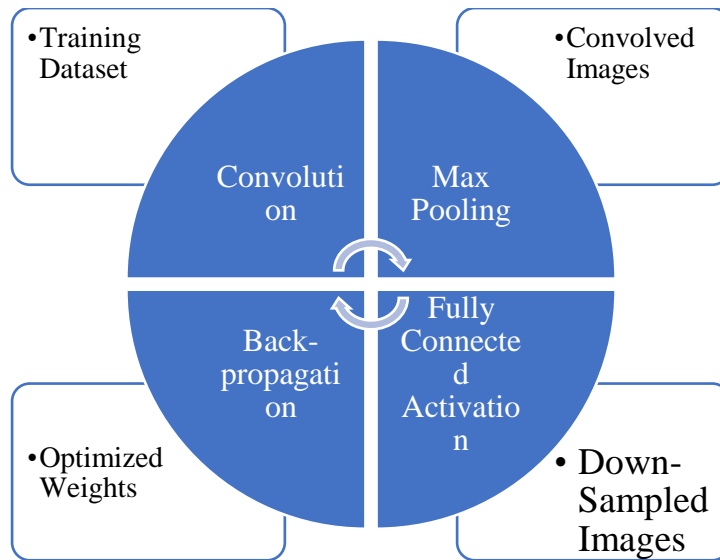 •Training
Dataset
•Convolved
Images
Convoluti
on
Max
Pooling
Back-
propagati
on
Fully
Connecte
d
Activatio
n
•Optimized
Weights
• Down-
Sampled
Images